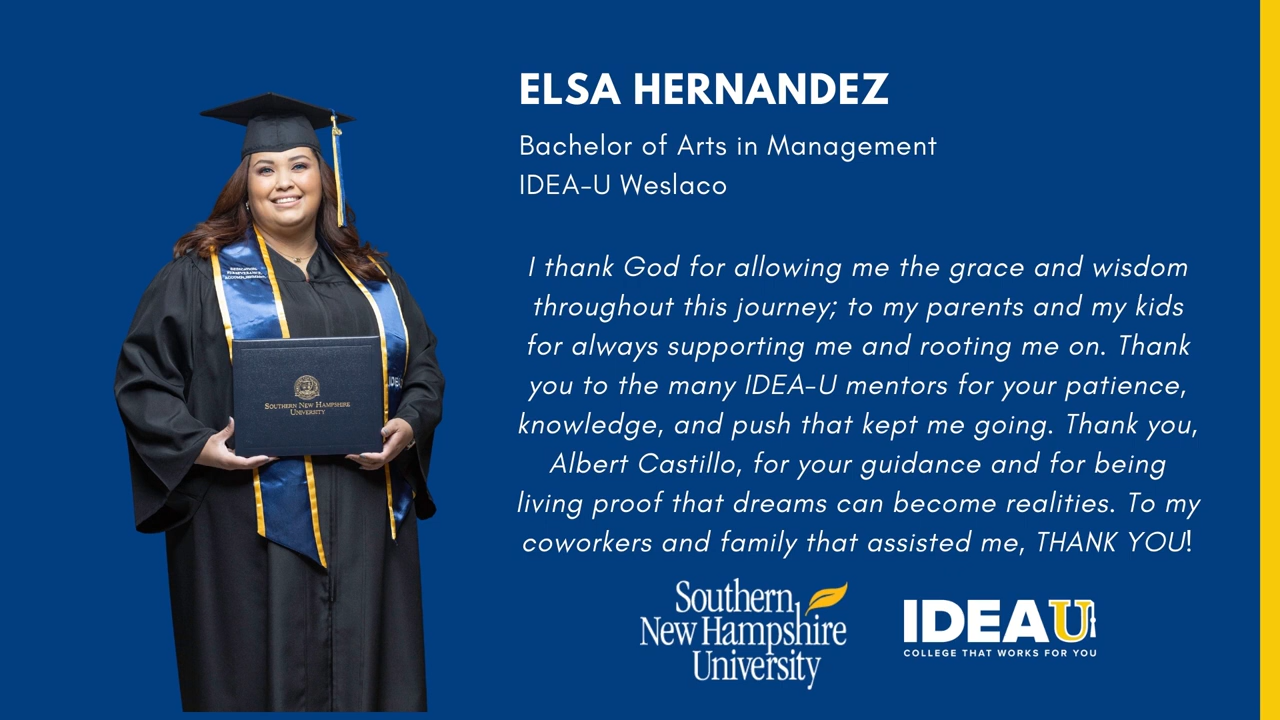 ELSA HERNANDEZ
Bachelor of Arts in Management
IDEA-U Weslaco
I thank God for allowing me the grace and wisdom
throughout this journey; to my parents and my kids
for always supporting me and rooting me on. Thank
you to the many IDEA-U mentors for your patience,
knowledge, and push that kept me going. Thank you,
Albert Castillo, for your guidance and for being
living proof that dreams can become realities. To my
coworkers and family that assisted me, THANK YOU!
SOUTHERN NEW HAMPSHIRE
UNIVERSITY
IDEA
Southern
New Hampshire
University
IDEAU
COLLEGE THAT WORKS FOR YOU